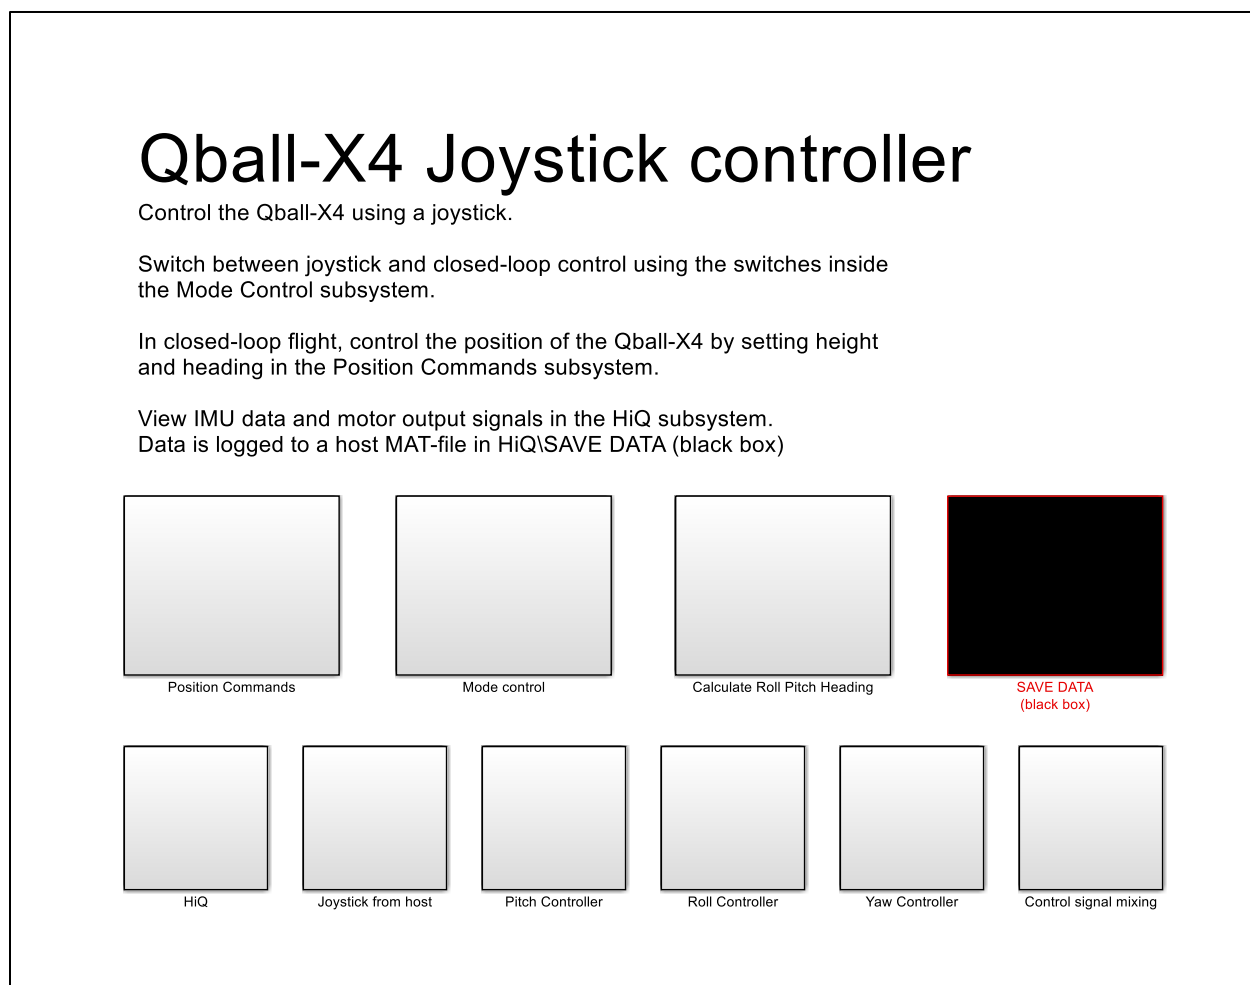 Qball-X4 Joystick controller
Control the Qball-X4 using a joystick.
Switch between joystick and closed-loop control using the switches inside
the Mode Control subsystem.
In closed-loop flight, control the position of the Qball-X4 by setting height
and heading in the Position Commands subsystem.
View IMU data and motor output signals in the HiQ subsystem.
Data is logged to a host MAT-file in HiQ\SAVE DATA (black box)
Position Commands
Mode control
Calculate Roll Pitch Heading
SAVE DATA
(black box)
HiQ
Joystick from host
Pitch Controller
Roll Controller
Yaw Controller
Control signal mixing